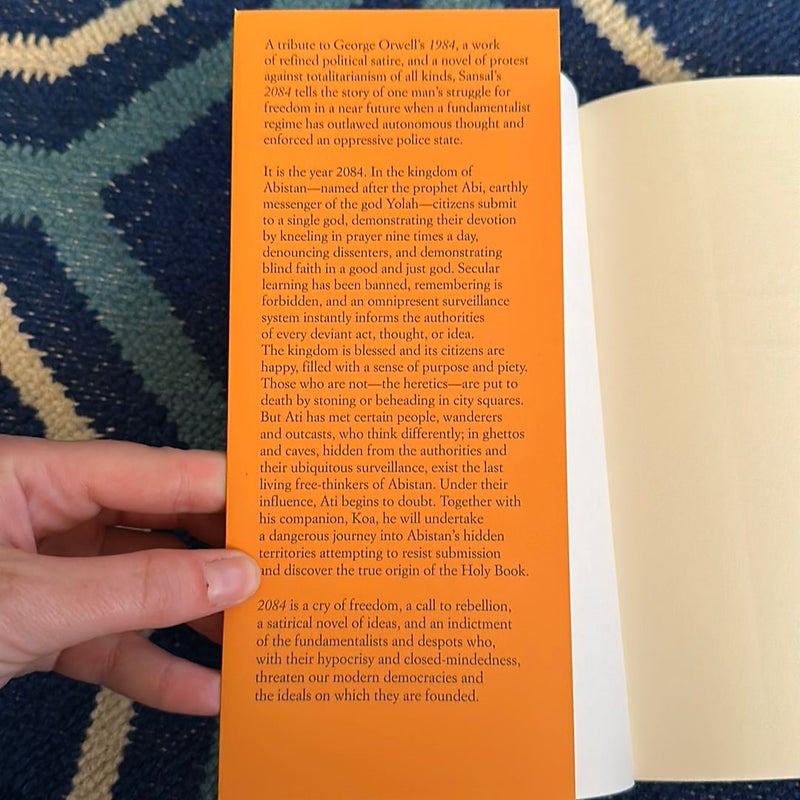 A tribute to George Orwell's 1984, a work
of refined political satire, and a novel of protest
against totalitarianism of all kinds, Sansal's
2084 tells the story of one man's struggle for
freedom in a near future when a fundamentalist
regime has outlawed autonomous thought and
enforced an oppressive police state.
It is the year 2084. In the kingdom of
Abistan—named after the prophet Abi, earthly
messenger of the god Yolah—citizens submit
to a single god, demonstrating their devotion
by kneeling in prayer nine times a day,
denouncing dissenters, and demonstrating
blind faith in a good and just god. Secular
learning has been banned, remembering is
forbidden, and an omnipresent surveillance
system instantly informs the authorities
of every deviant act, thought, or idea.
The kingdom is blessed and its citizens are
happy, filled with a sense of purpose and piety.
Those who are not—the heretics—are put to
death by stoning or beheading in city squares.
But Ati has met certain people, wanderers
and outcasts, who think differently; in ghettos
and caves, hidden from the authorities and
their ubiquitous surveillance, exist the last
living free-thinkers of Abistan. Under their
influence, Ati begins to doubt. Together with
his companion, Koa, he will undertake
a dangerous journey into Abistan's hidden
territories attempting to resist submission
and discover the true origin of the Holy Book.
2084 is a cry of freedom, a call to rebellion,
a satirical novel of ideas, and an indictment
of the fundamentalists and despots who,
with their hypocrisy and closed-mindedness,
threaten our modern democracies and
the ideals on which they are founded.